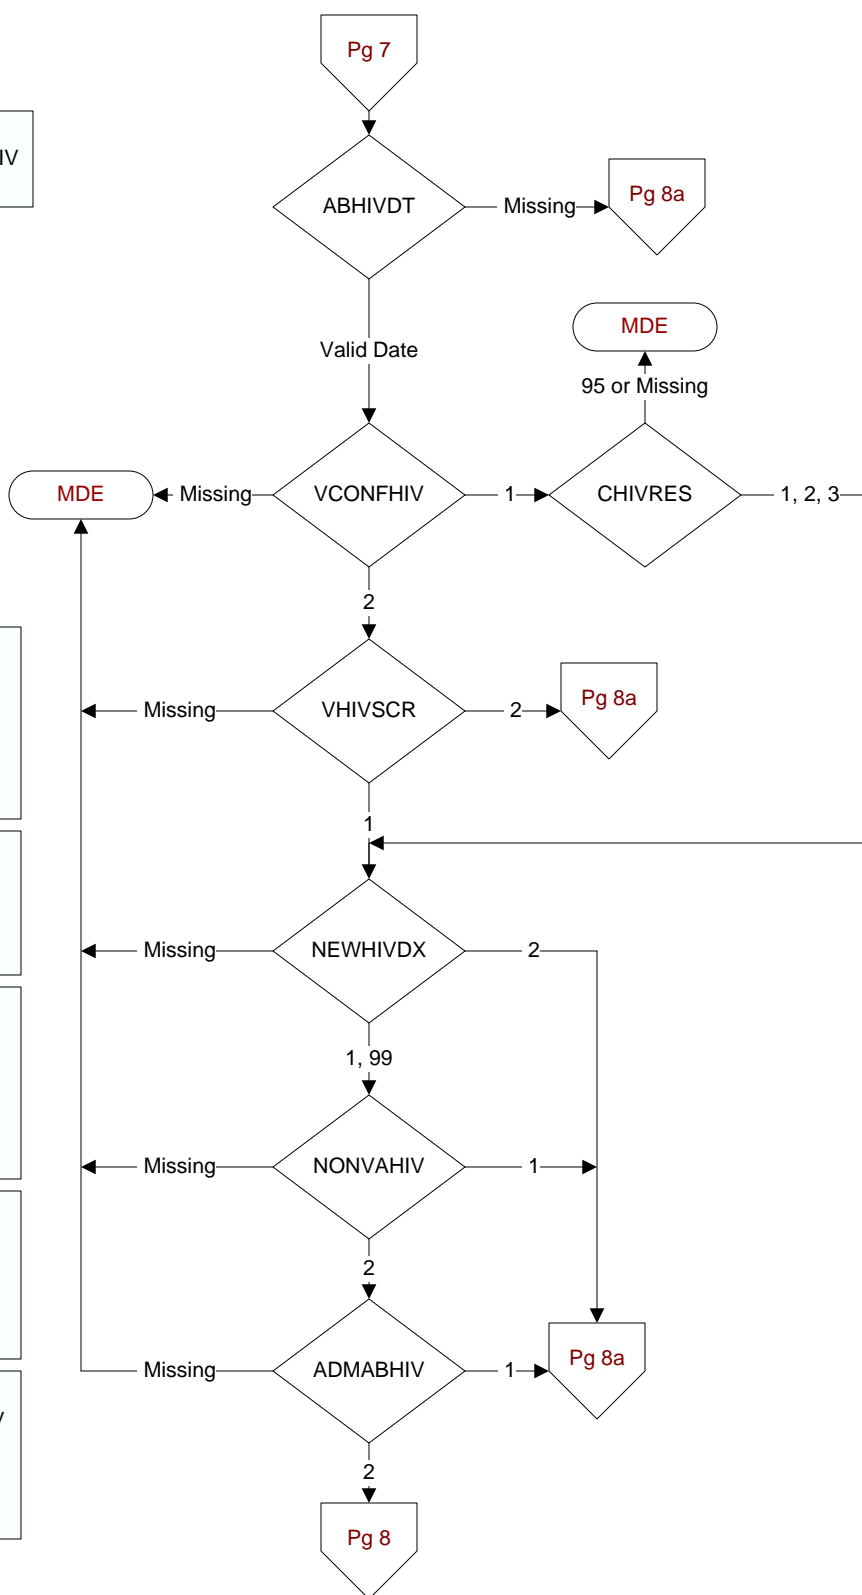 Pg 7
IV
ABHIVDT
Missing
Pg 8a
MDE
Valid Date
95 or Missing
MDE
Missing
VCONFHIV
1
CHIVRES
1, 2, 3
2
Missing
VHIVSCR
2
Pg 8a
1
Missing
NEWHIVDX
2
1, 99
Missing
NONVAHIV
1
2
Missing
ADMABHIV
1
Pg 8a
2
Pg 8